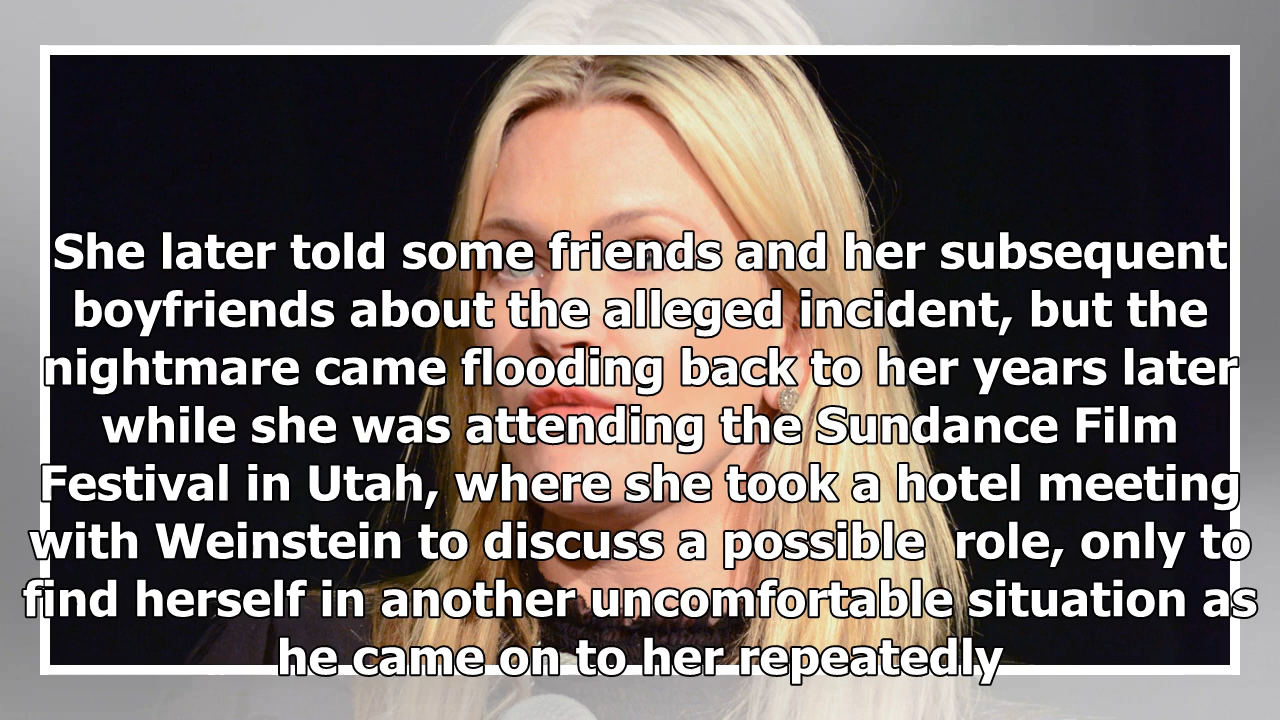 She later told some friends and her subsequent
boyfriends about the alleged incident, but the
nightmare came flooding back to her years later
while she was attending the Sundance Film
Festival in Utah, where she took a hotel meeting
with Weinstein to discuss a possible  role, only to
find herself in another uncomfortable situation as
he came on to her repeatedly